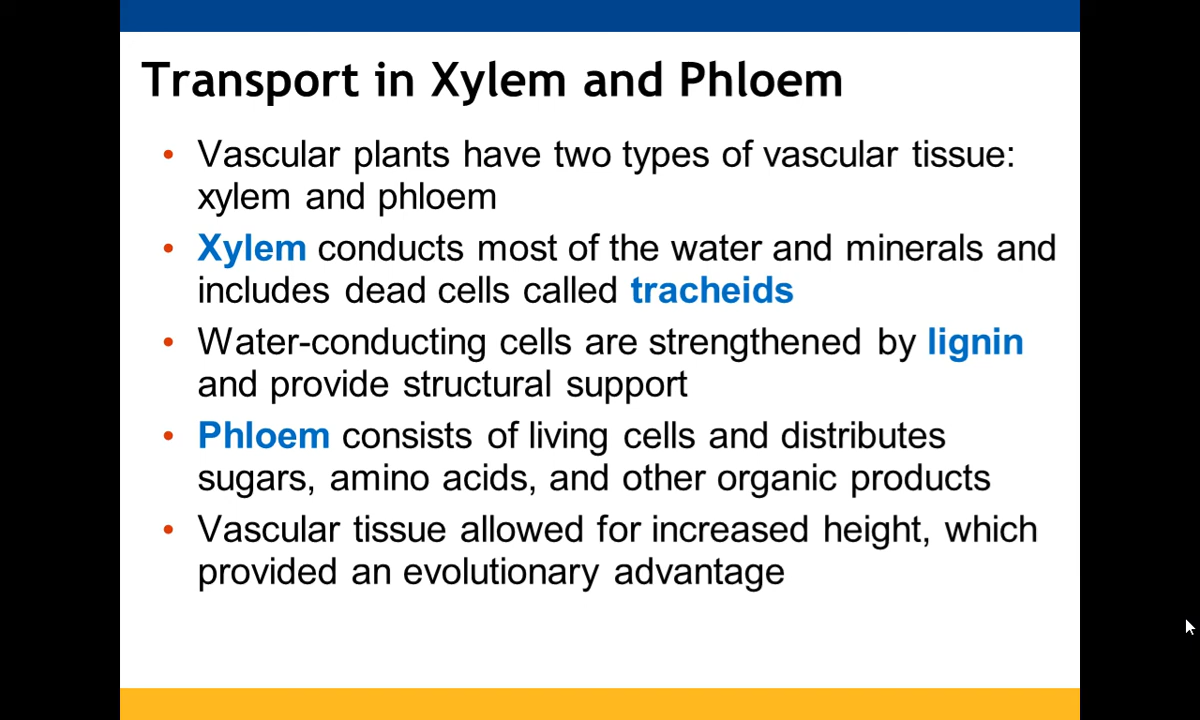 Transport in Xylem and Phloem
• Vascular plants have two types of vascular tissue:
xylem and phloem
• Xylem conducts most of the water and minerals and
includes dead cells called tracheids
• Water-conducting cells are strengthened by lignin
and provide structural support
• Phloem consists of living cells and distributes
sugars, amino acids, and other organic products
• Vascular tissue allowed for increased height, which
provided an evolutionary advantage